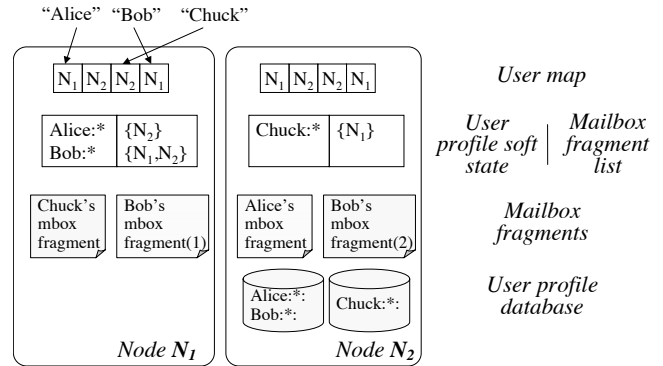 “Alice” “Bob” “Chuck”
N1 N2 N2 N1
N1 N2 N2 N1
User map
Alice:* {N2}
Bob:* {N1,N2}
Chuck:* {N1}
User profile soft state
Mailbox fragment list
Chuck's
mbox
fragment
Bob's
mbox
fragment(1)
Alice's
mbox
fragment
Bob's
mbox
fragment(2)
Mailbox
fragments
Alice:*:
Bob:*:
Chuck:*:
User profile
database
Node N1
Node N2